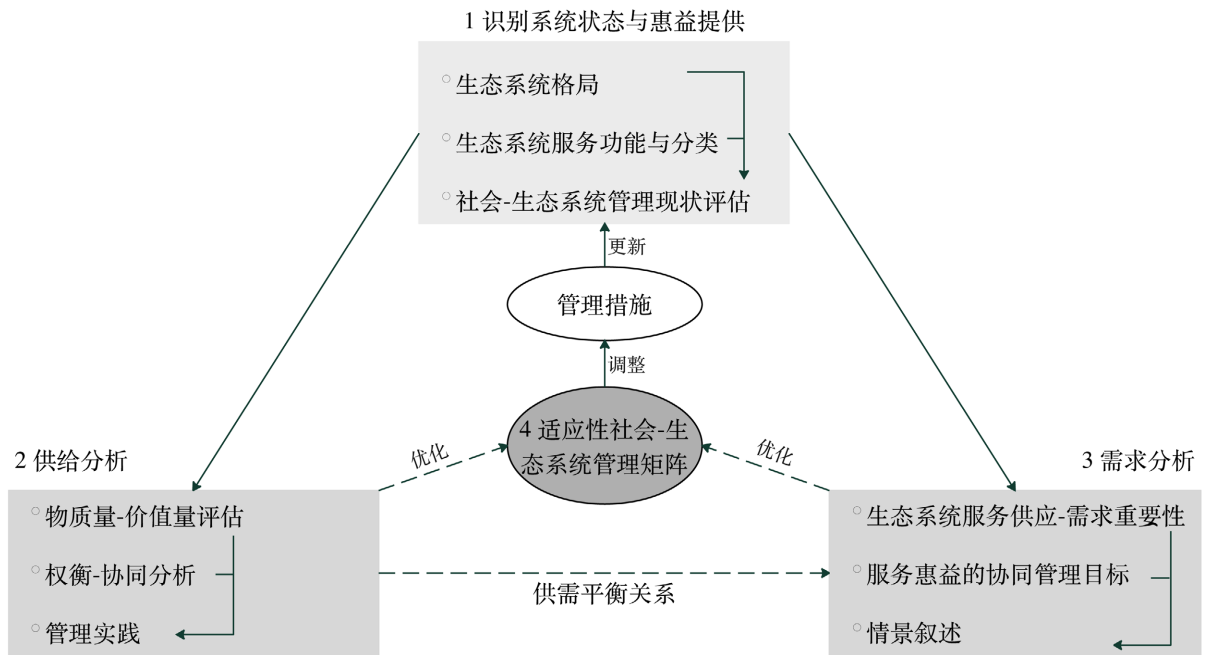 1 识别系统状态与惠益提供
生态系统格局
生态系统服务功能与分类
社会-生态系统管理现状评估
更新
管理措施
调整
4 适应性社会-生
态系统管理矩阵
优化
优化
2 供给分析
物质量-价值量评估
权衡-协同分析
管理实践
供需平衡关系
3 需求分析
生态系统服务供应-需求重要性
服务惠益的协同管理目标
情景叙述